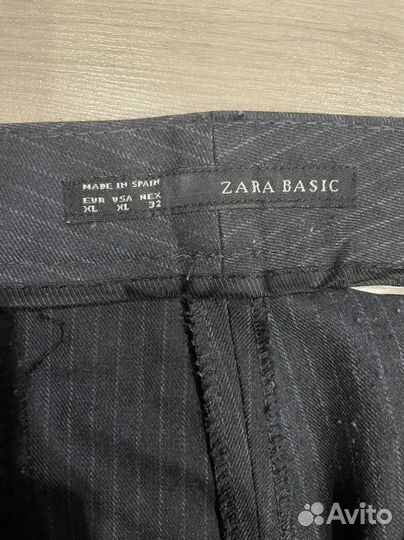 MADE IN SPAIN
ZARA BASIC
EUR USA MEX
XL XL 32
Avito